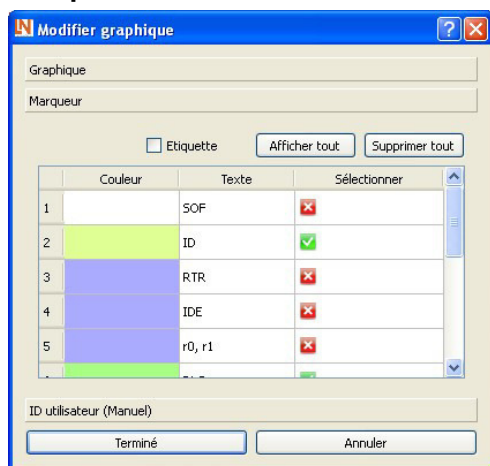 Modifier graphique
Graphique
Marqueur
Etiquette Afficher tout Supprimer tout
Couleur Texte Sélectionner
1 SOF
2 ID
3 RTR
4 IDE
5 r0, r1
ID utilisateur (Manuel)
Terminé Annuler